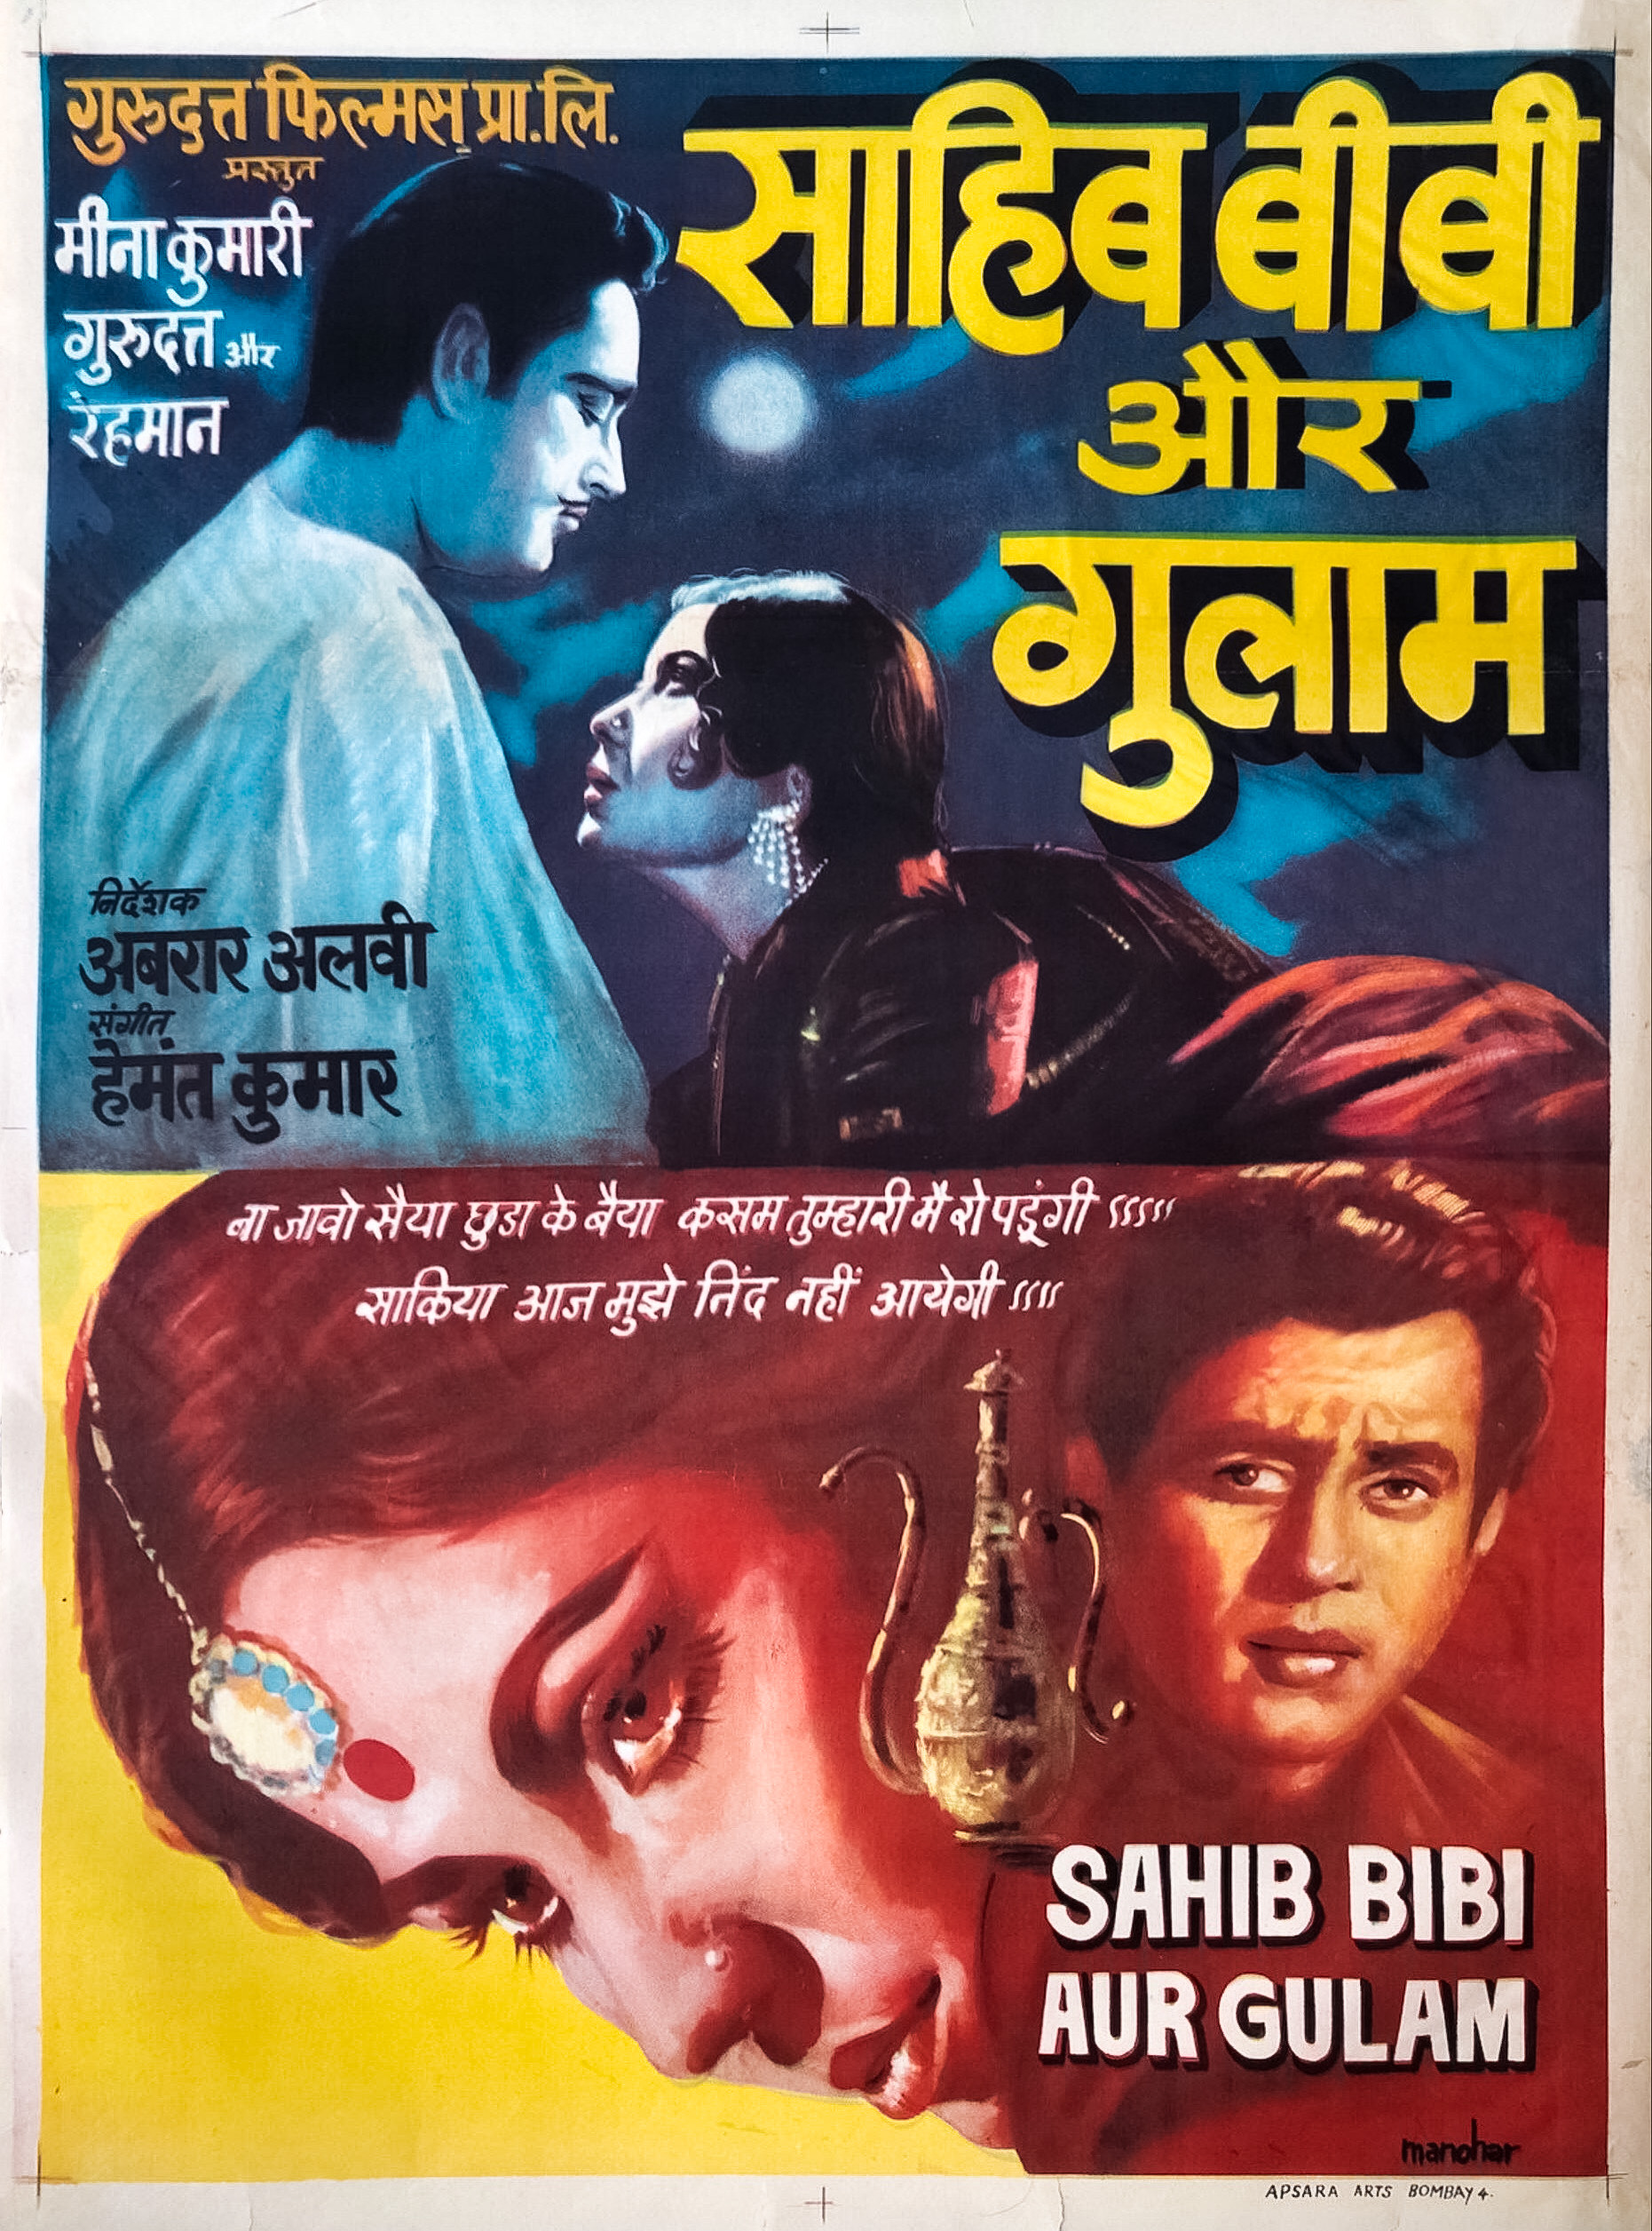 गुरुदत्त फिल्मस् प्रा.लि.
प्रस्तुत
मीना कुमारी
गुरुदत्त और
रेहमान
साहिब बीबी
और
गुलाम
निर्देशक
अबरार अलवी
संगीत
हेमंत कुमार
ना जावो सैया छुडा के बैया कसम तुम्हारी मै रो पडूंगी
साकिया आज मुझे निंद नहीं आयेगी
SAHIB BIBI
AUR GULAM
manohar
APSARA ARTS BOMBAY 4.